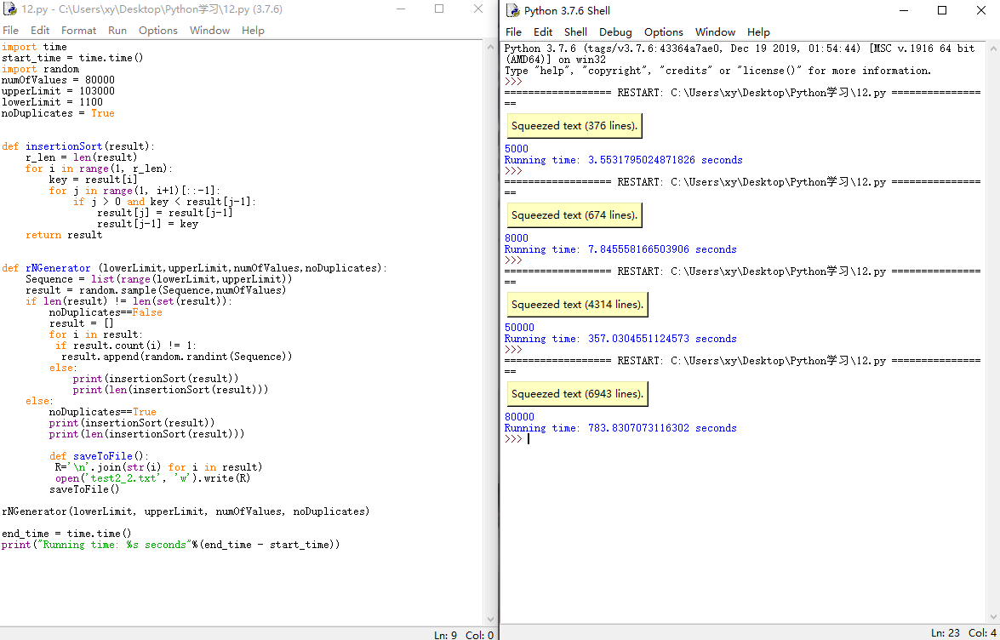 12.py - C:\Users\xy\Desktop\Python学习\12.py (3.7.6)
File Edit Format Run Options Window Help
import time
start_time = time.time()
import random
numOfValues = 80000
upperLimit = 103000
lowerLimit = 1100
noDuplicates = True
def insertionSort(result):
r_len = len(result)
for i in range(1, r_len):
key = result[i]
for j in range(1, i+1)[::-1]:
if j > 0 and key < result[j-1]:
result[j] = result[j-1]
result[j-1] = key
return result
def rNGenerator (lowerLimit,upperLimit,numOfValues,noDuplicates):
Sequence = list(range(lowerLimit,upperLimit))
result = random.sample(Sequence,numOfValues)
if len(result) != len(set(result)):
noDuplicates==False
result = []
for i in result:
if result.count(i) != 1:
result.append(random.randint(Sequence))
else:
print(insertionSort(result))
print(len(insertionSort(result)))
else:
noDuplicates==True
print(insertionSort(result))
print(len(insertionSort(result)))
def saveToFile():
R='\n'.join(str(i) for i in result)
open('test2_2.txt', 'w').write(R)
saveToFile()
rNGenerator(lowerLimit, upperLimit, numOfValues, noDuplicates)
end_time = time.time()
print("Running time: %s seconds"%(end_time - start_time))
Ln: 9 Col: 0
Python 3.7.6 Shell
File Edit Shell Debug Options Window Help
Python 3.7.6 (tags/v3.7.6:43364a7ae0, Dec 19 2019, 01:54:44) [MSC v.1916 64 bit
(AMD64)] on win32
Type "help", "copyright", "credits" or "license()" for more information.
>>>
================== RESTART: C:\Users\xy\Desktop\Python学习\12.py ===============
==
Squeezed text (376 lines).
5000
Running time: 3.5531795024871826 seconds
>>>
================== RESTART: C:\Users\xy\Desktop\Python学习\12.py ===============
==
Squeezed text (674 lines).
8000
Running time: 7.845558166503906 seconds
>>>
================== RESTART: C:\Users\xy\Desktop\Python学习\12.py ===============
==
Squeezed text (4314 lines).
50000
Running time: 357.0304551124573 seconds
>>>
================== RESTART: C:\Users\xy\Desktop\Python学习\12.py ===============
==
Squeezed text (6943 lines).
80000
Running time: 783.8307073116302 seconds
>>>
Ln: 23 Col: 4